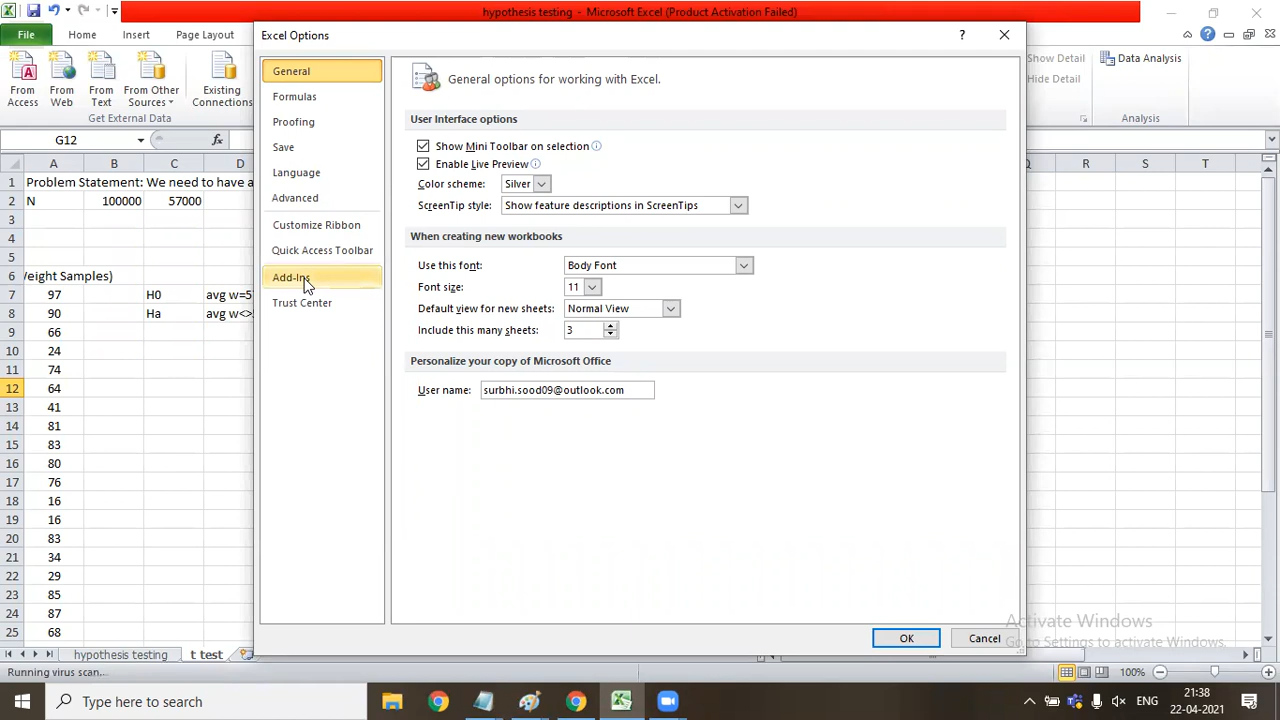 hypothesis testing - Microsoft Excel (Product Activation Failed)
File
Home
Insert
Page Layout
Excel Options
From Access
From Web
From Text
From Other Sources
Existing Connections
Get External Data
Show Detail
Hide Detail
Data Analysis
Analysis
G12
fx
General
Formulas
Proofing
Save
Language
Advanced
Customize Ribbon
Quick Access Toolbar
Add-Ins
Trust Center
General options for working with Excel.
User Interface options
Show Mini Toolbar on selection
Enable Live Preview
Color scheme: Silver
ScreenTip style: Show feature descriptions in ScreenTips
When creating new workbooks
Use this font: Body Font
Font size: 11
Default view for new sheets: Normal View
Include this many sheets: 3
Personalize your copy of Microsoft Office
User name: surbhi.sood09@outlook.com
OK
Cancel
A B C D Q R S T
1 Problem Statement: We need to have a
2 N 100000 57000
3
4
5
6 Weight Samples)
7 97 H0 avg w=5
8 90 Ha avg w<>
9 66
10 24
11 74
12 64
13 41
14 81
15 83
16 80
17 76
18 16
19 16
20 83
21 34
22 29
23 85
24 87
25 68
Activate Windows
Go to Settings to activate Windows.
hypothesis testing
t test
Running virus scan...
100%
Type here to search
ENG
21:38
22-04-2021